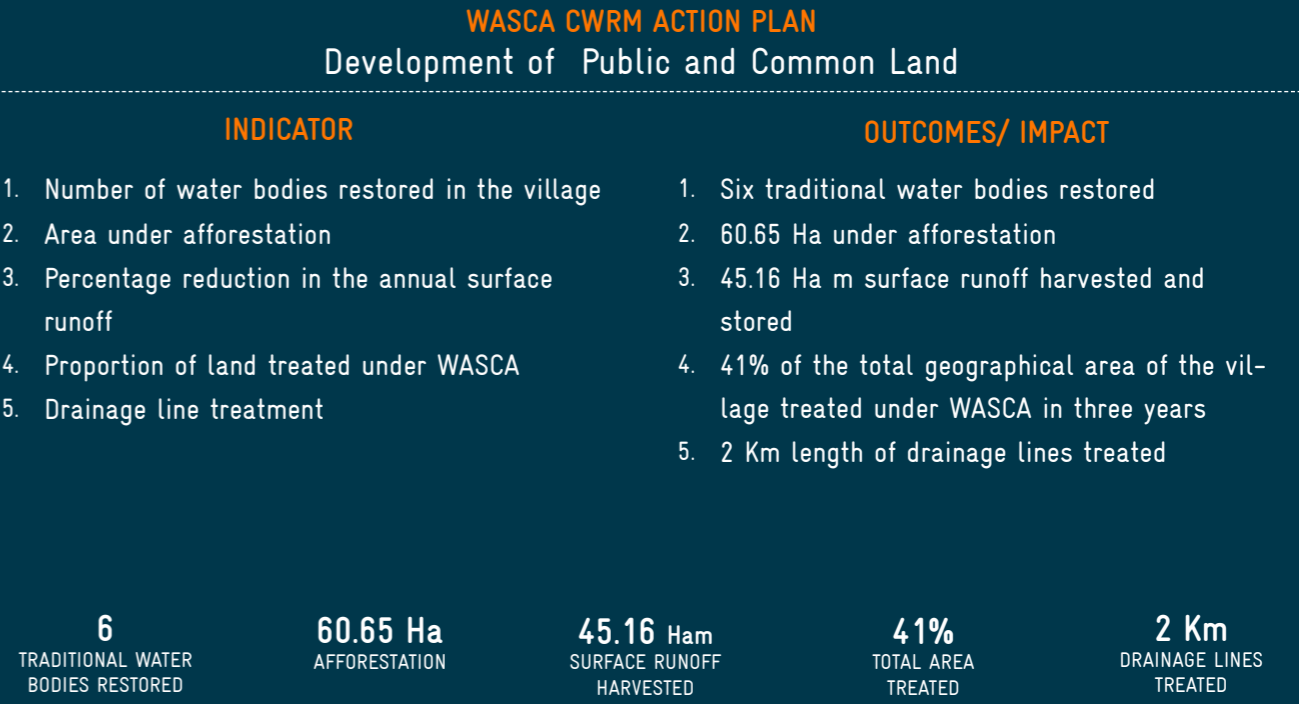 WASCA CWRM ACTION PLAN
Development of Public and Common Land
INDICATOR
1. Number of water bodies restored in the village
2. Area under afforestation
3. Percentage reduction in the annual surface
runoff
4. Proportion of land treated under WASCA
5. Drainage line treatment
OUTCOMES/ IMPACT
1. Six traditional water bodies restored
2. 60.65 Ha under afforestation
3. 45.16 Ha m surface runoff harvested and
stored
4. 41% of the total geographical area of the vil-
lage treated under WASCA in three years
5. 2 Km length of drainage lines treated
6
TRADITIONAL WATER
BODIES RESTORED
60.65 Ha
AFFORESTATION
45.16 Ham
SURFACE RUNOFF
HARVESTED
41%
TOTAL AREA
TREATED
2 Km
DRAINAGE LINES
TREATED